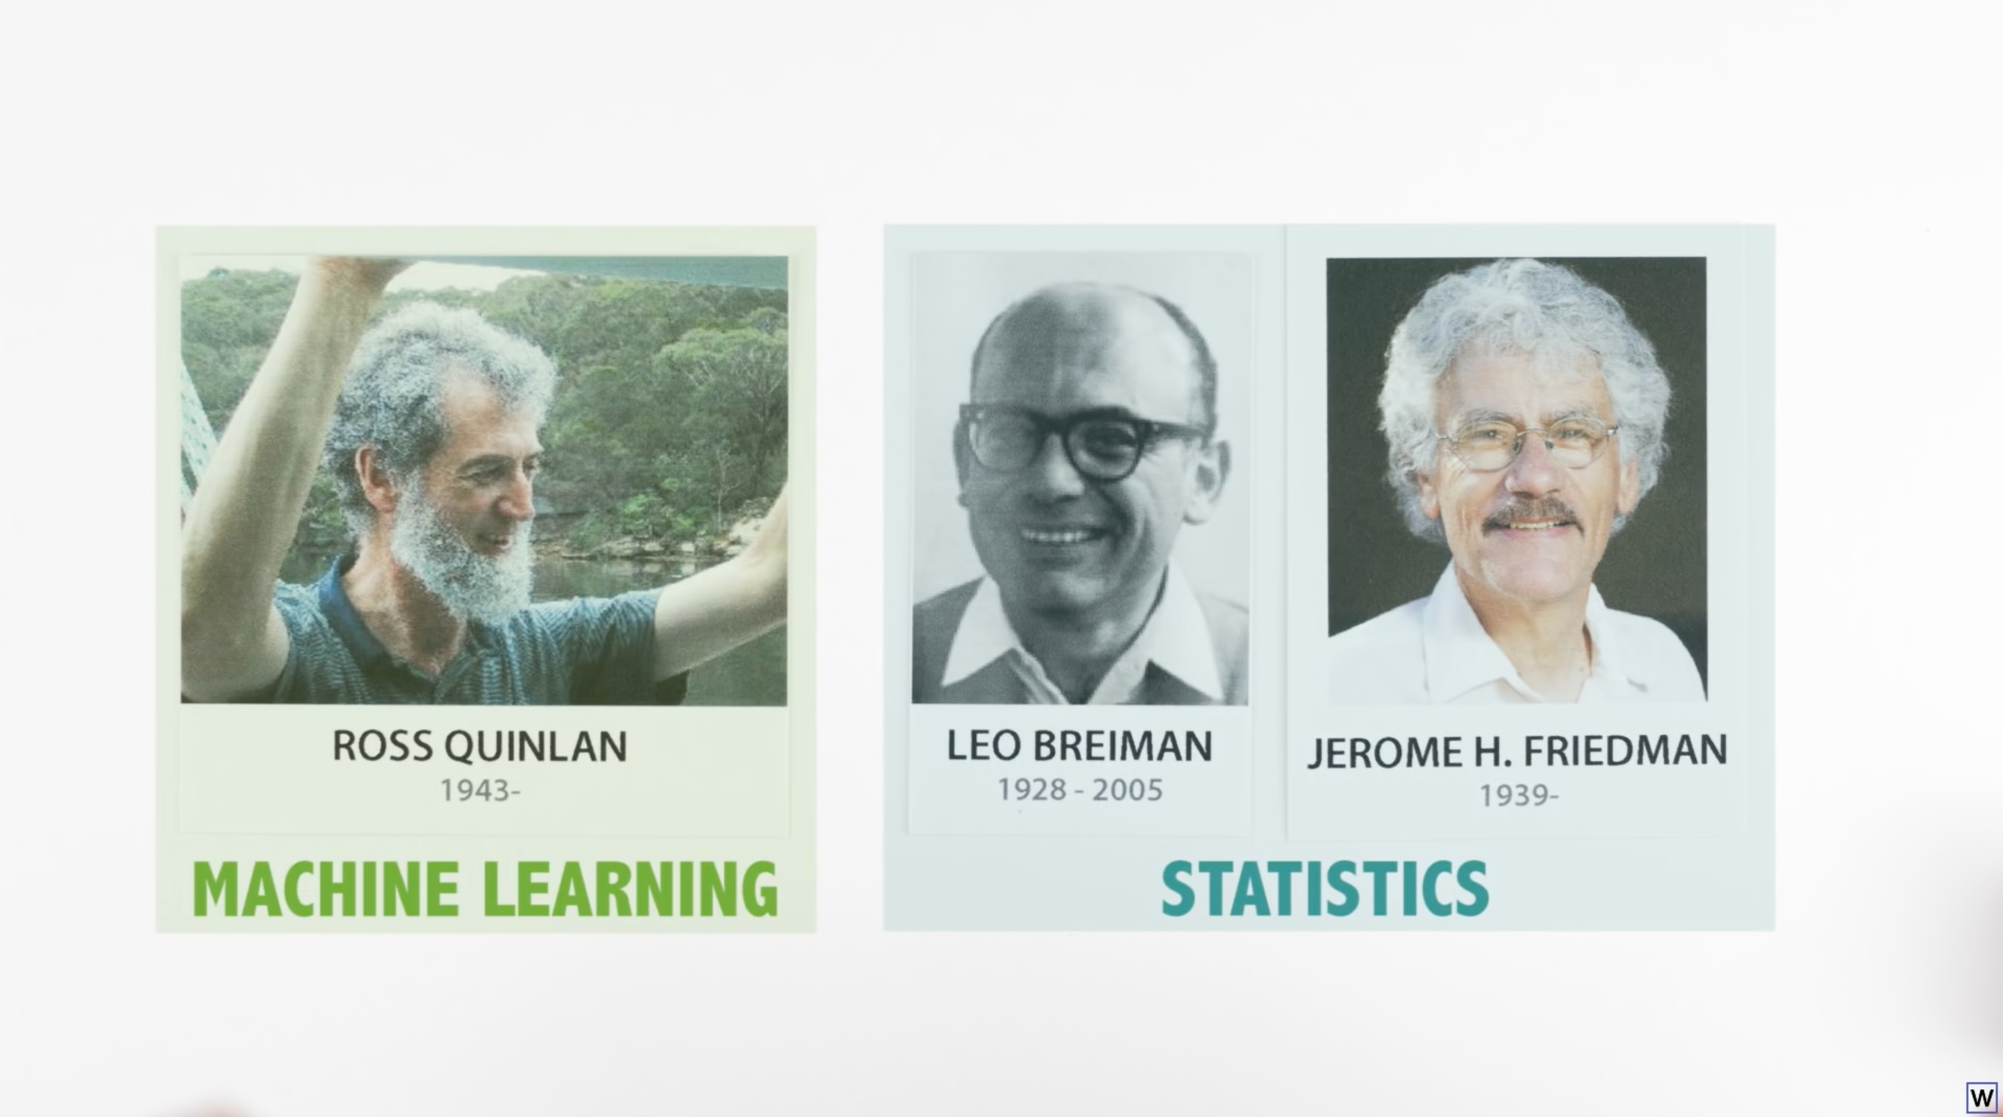 ROSS QUINLAN
1943-
MACHINE LEARNING
LEO BREIMAN
1928 - 2005
JEROME H. FRIEDMAN
1939-
STATISTICS
W